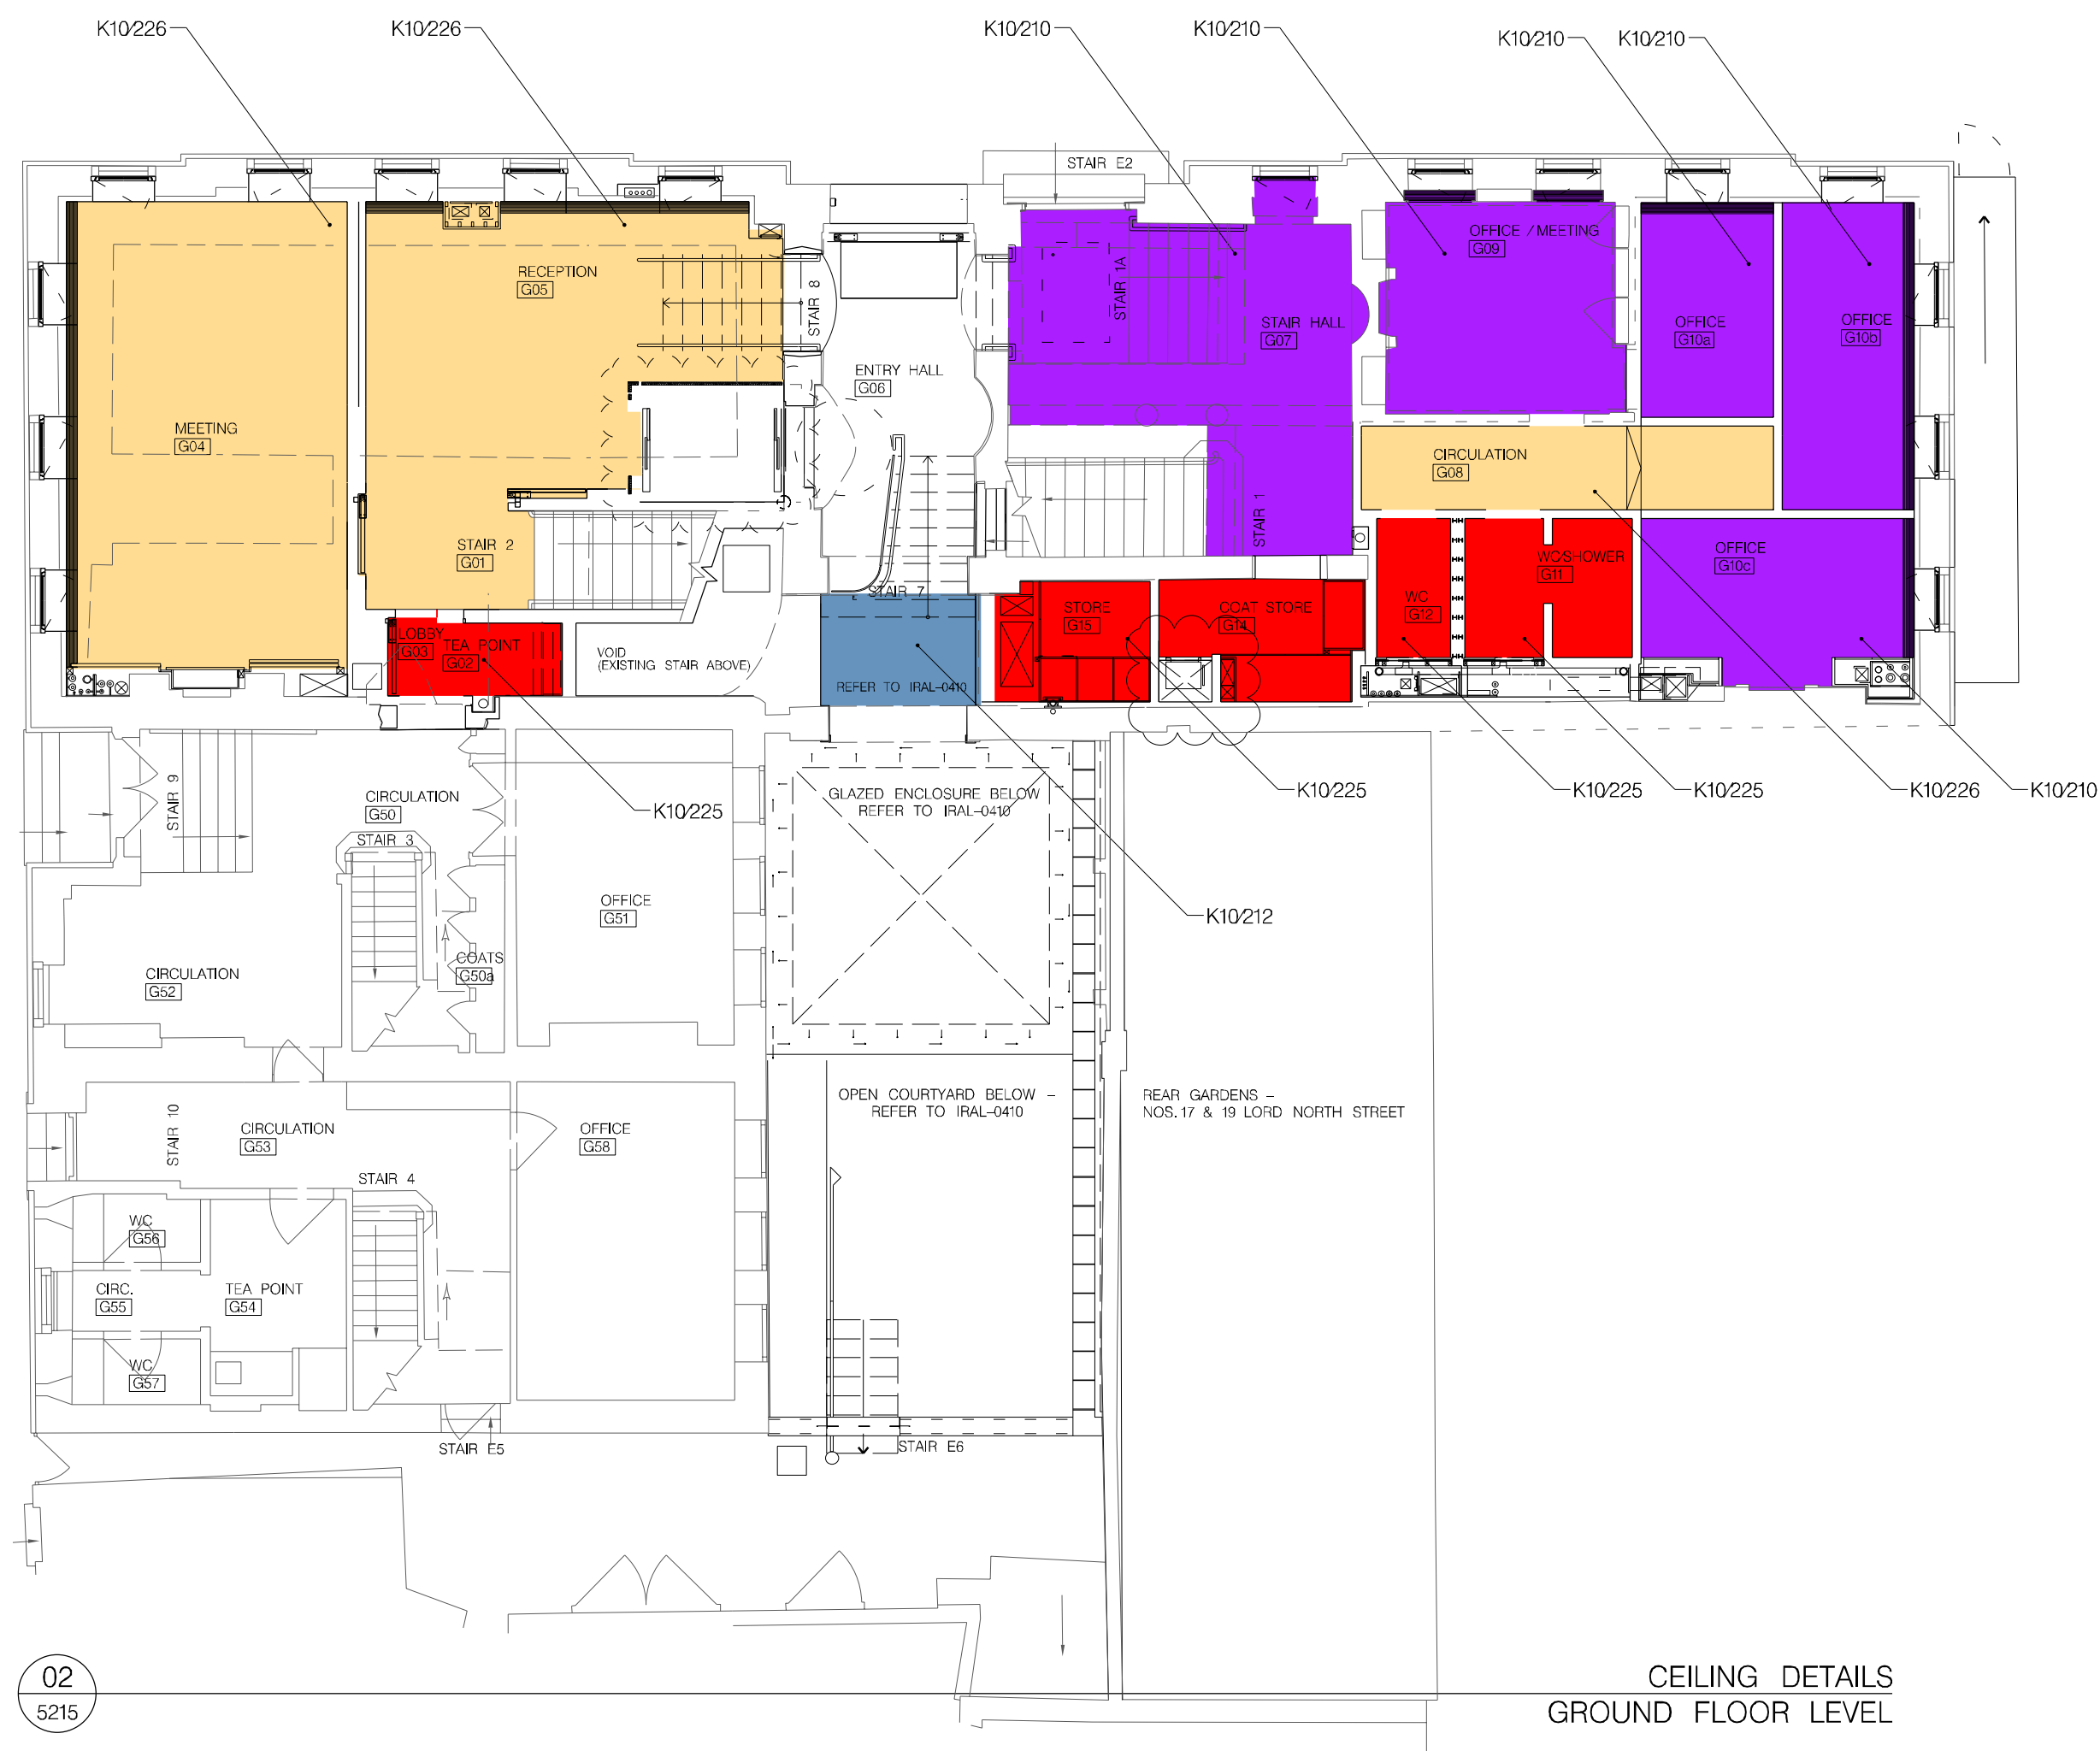 K10/226
K10/226
K10/210
K10/210
K10/210
K10/210
STAIR E2
RECEPTION
G05
STAIR 8
STAIR 1A
OFFICE / MEETING
G09
STAIR HALL
G07
OFFICE
G10a
OFFICE
G10b
ENTRY HALL
G06
MEETING
G04
CIRCULATION
G08
STAIR 2
G01
STAIR 1
OFFICE
G10c
WC/SHOWER
G11
WC
G12
STAIR 7
STORE
G15
COAT STORE
G14
LOBBY
G03
TEA POINT
G02
VOID
(EXISTING STAIR ABOVE)
REFER TO IRAL-0410
STAIR 9
CIRCULATION
G50
STAIR 3
K10/225
GLAZED ENCLOSURE BELOW
REFER TO IRAL-0410
K10/225
K10/225
K10/225
K10/226
K10/210
OFFICE
G51
K10/212
COATS
G50a
CIRCULATION
G52
OPEN COURTYARD BELOW -
REFER TO IRAL-0410
REAR GARDENS -
NOS. 17 & 19 LORD NORTH STREET
STAIR 10
CIRCULATION
G53
OFFICE
G58
STAIR 4
WC
G56
CIRC.
G55
TEA POINT
G54
WC
G57
STAIR E5
STAIR E6
02
5215
CEILING DETAILS
GROUND FLOOR LEVEL